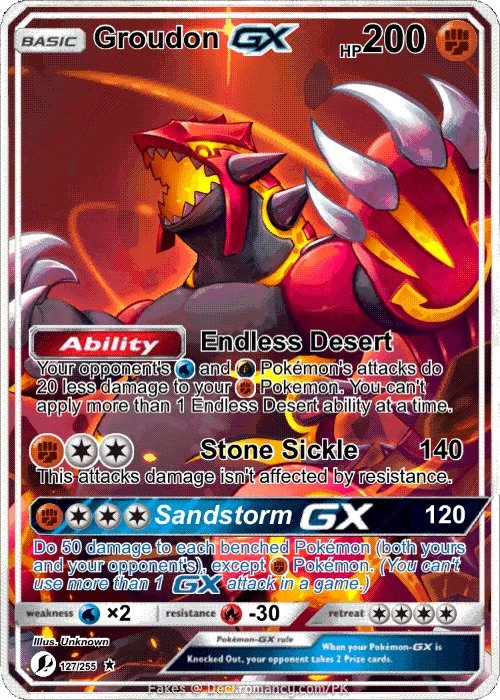 BASIC Groudon GX HP200
Ability Endless Desert
Your opponent's and Pokémon's attacks do
20 less damage to your Pokemon. You can't
apply more than 1 Endless Desert ability at a time.
Stone Sickle 140
This attacks damage isn't affected by resistance.
Sandstorm GX 120
Do 50 damage to each benched Pokémon (both yours
and your opponent's), except Pokémon. (You can't
use more than 1 GX attack in a game.)
weakness ×2 resistance -30 retreat
Illus. Unknown
127/255
Pokémon-GX rule
When your Pokémon-GX is
Knocked Out, your opponent takes 2 Prize cards.
Fakes @ Deckromancy.com/PK